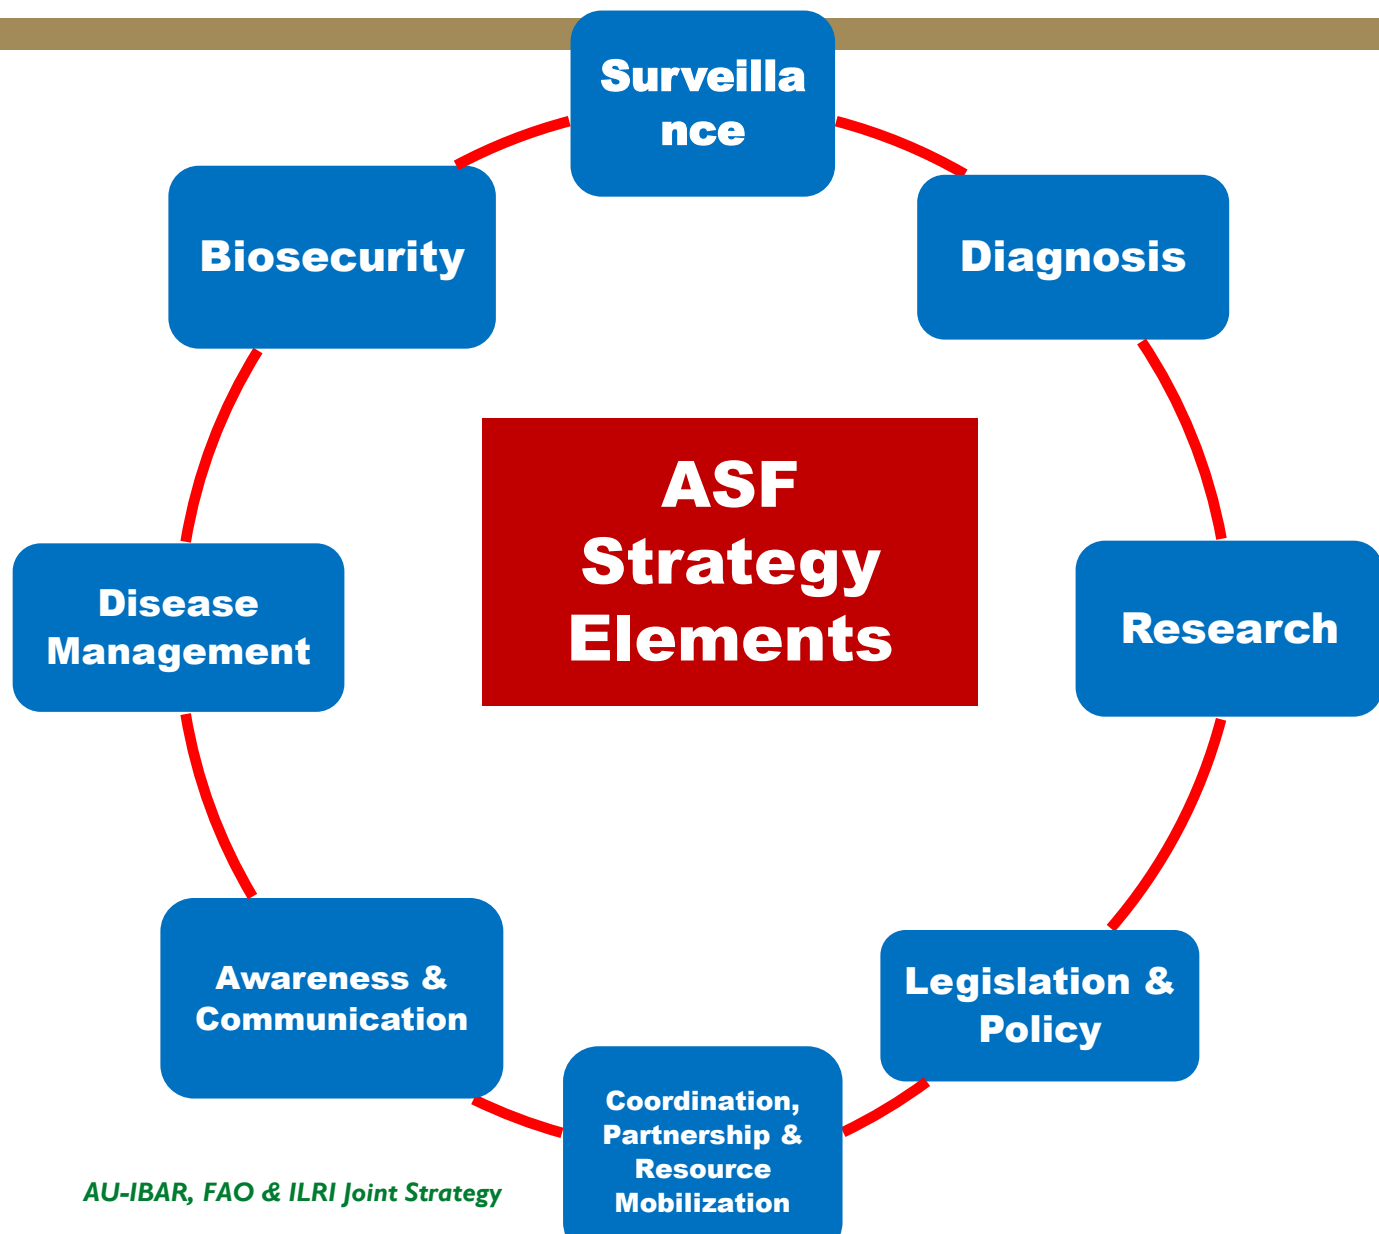 Surveilla
nce
Biosecurity
Diagnosis
ASF
Strategy
Elements
Disease
Management
Research
Awareness &
Communication
Legislation &
Policy
Coordination,
Partnership &
Resource
Mobilization
AU-IBAR, FAO & ILRI Joint Strategy